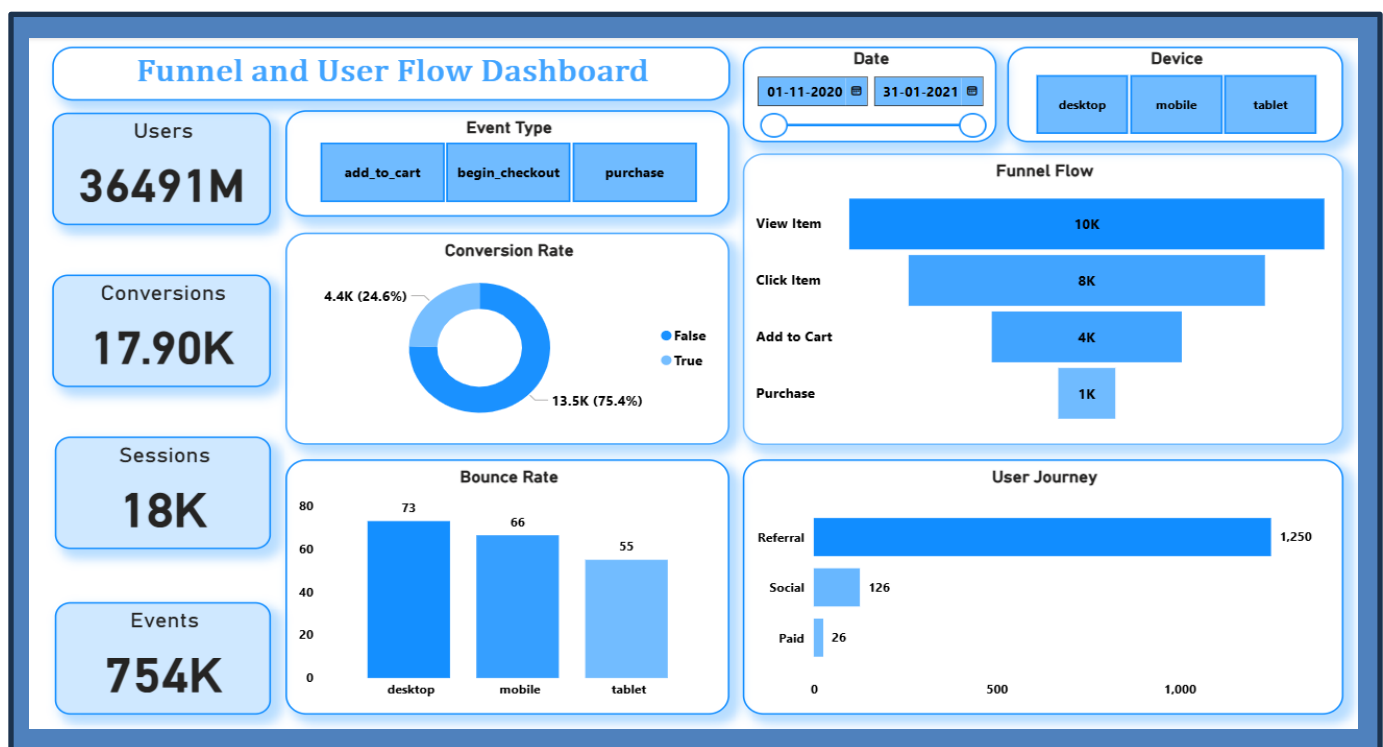 Funnel and User Flow Dashboard
Date
01-11-2020 31-01-2021
Device
desktop mobile tablet
Users
36491M
Event Type
add_to_cart begin_checkout purchase
Conversions
17.90K
Conversion Rate
4.4K (24.6%)
False
True
13.5K (75.4%)
Funnel Flow
View Item 10K
Click Item 8K
Add to Cart 4K
Purchase 1K
Sessions
18K
Events
754K
Bounce Rate
80
60
40
20
0
73
66
55
desktop mobile tablet
User Journey
Referral 1,250
Social 126
Paid 26
0 500 1,000